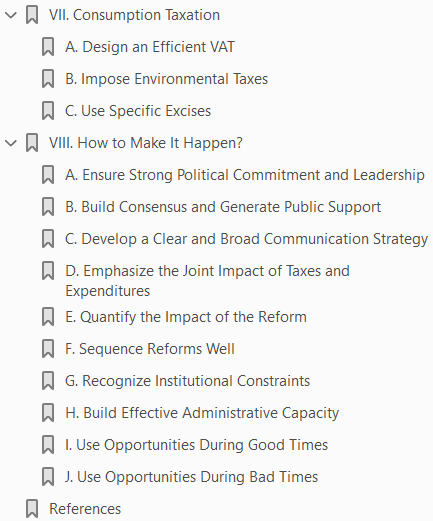 VII. Consumption Taxation
A. Design an Efficient VAT
B. Impose Environmental Taxes
C. Use Specific Excises
VIII. How to Make It Happen?
A. Ensure Strong Political Commitment and Leadership
B. Build Consensus and Generate Public Support
C. Develop a Clear and Broad Communication Strategy
D. Emphasize the Joint Impact of Taxes and
Expenditures
E. Quantify the Impact of the Reform
F. Sequence Reforms Well
G. Recognize Institutional Constraints
H. Build Effective Administrative Capacity
I. Use Opportunities During Good Times
J. Use Opportunities During Bad Times
References